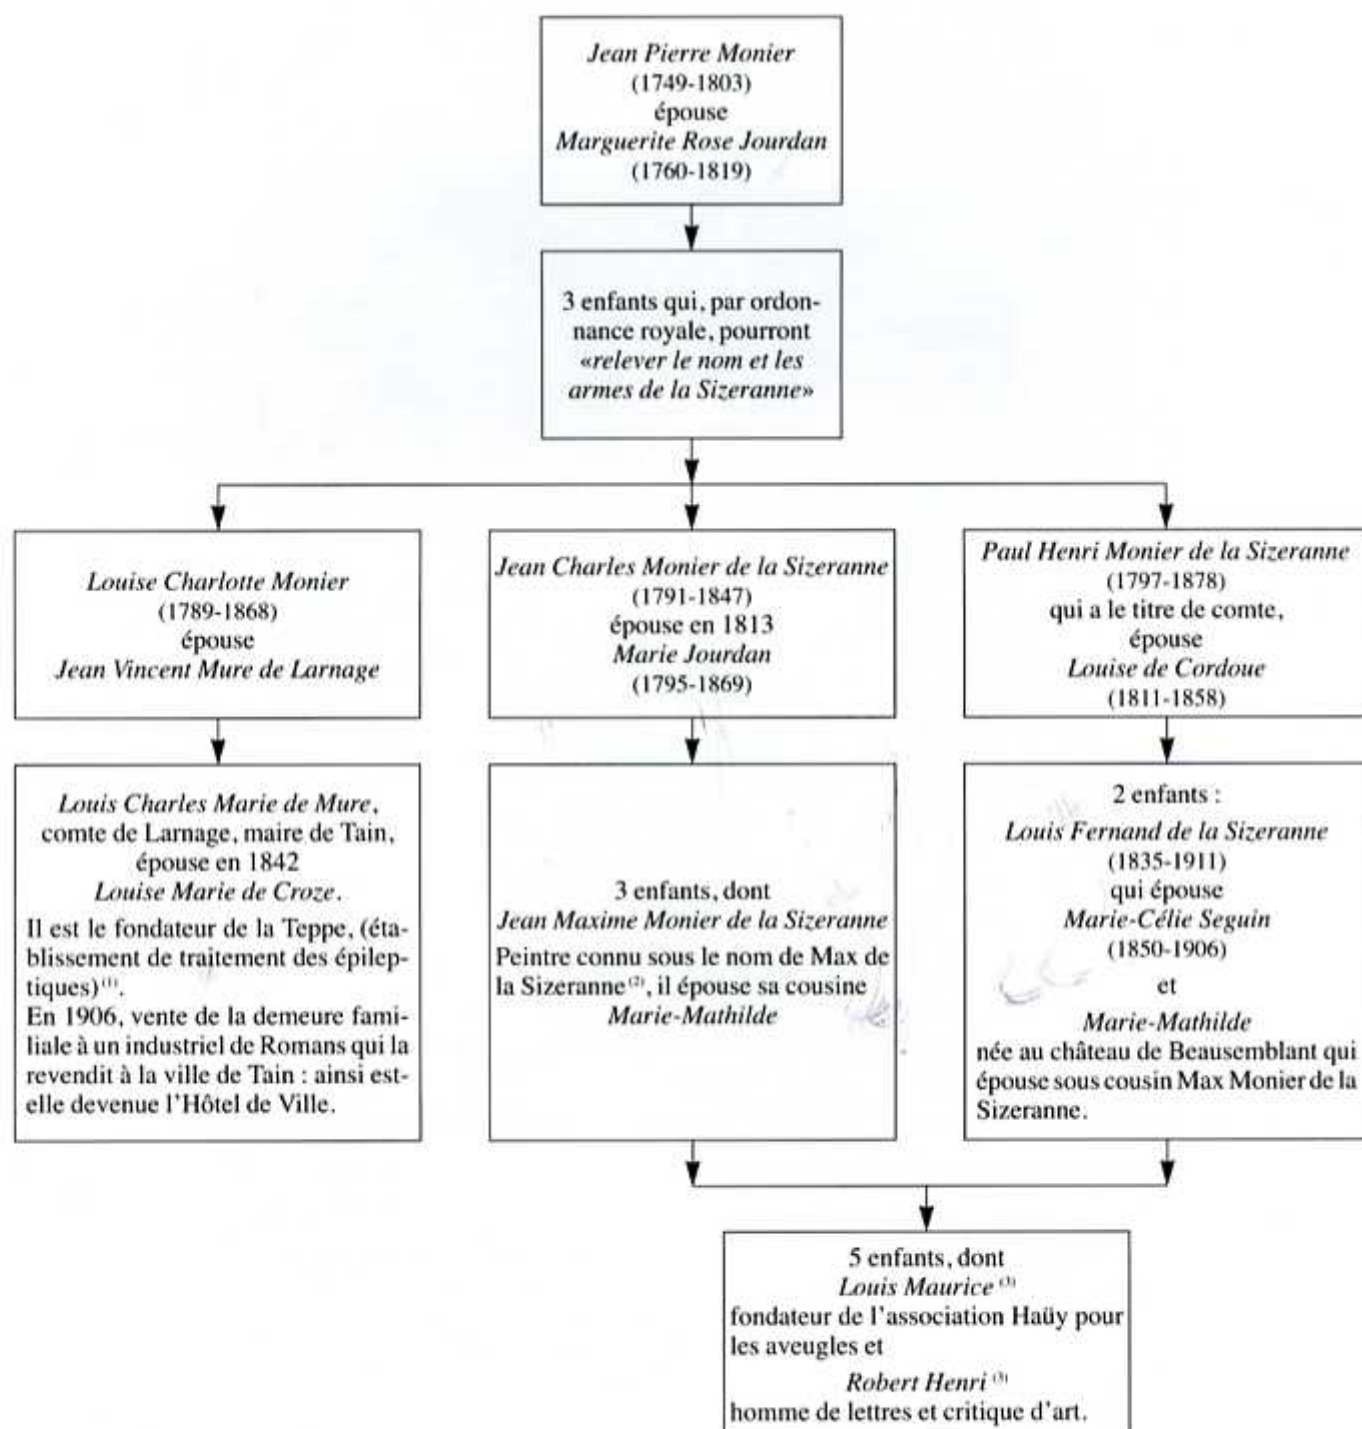 Jean Pierre Monier
(1749-1803)
épouse
Marguerite Rose Jourdan
(1760-1819)
3 enfants qui, par ordon-
nance royale, pourront
«relever le nom et les
armes de la Sizeranne»
Louise Charlotte Monier
(1789-1868)
épouse
Jean Vincent Mure de Larnage
Jean Charles Monier de la Sizeranne
(1791-1847)
épouse en 1813
Marie Jourdan
(1795-1869)
Paul Henri Monier de la Sizeranne
(1797-1878)
qui a le titre de comte,
épouse
Louise de Cordoue
(1811-1858)
Louis Charles Marie de Mure,
comte de Larnage, maire de Tain,
épouse en 1842
Louise Marie de Croze.
Il est le fondateur de la Teppe, (éta-
blissement de traitement des épilep-
tiques)(1).
En 1906, vente de la demeure fami-
liale à un industriel de Romans qui la
revendit à la ville de Tain : ainsi est-
elle devenue l'Hôtel de Ville.
3 enfants, dont
Jean Maxime Monier de la Sizeranne
Peintre connu sous le nom de Max de
la Sizeranne(2), il épouse sa cousine
Marie-Mathilde
2 enfants :
Louis Fernand de la Sizeranne
(1835-1911)
qui épouse
Marie-Célie Seguin
(1850-1906)
et
Marie-Mathilde
née au château de Beausemblant qui
épouse sous cousin Max Monier de la
Sizeranne.
5 enfants, dont
Louis Maurice (3)
fondateur de l'association Haüy pour
les aveugles et
Robert Henri (3)
homme de lettres et critique d'art.